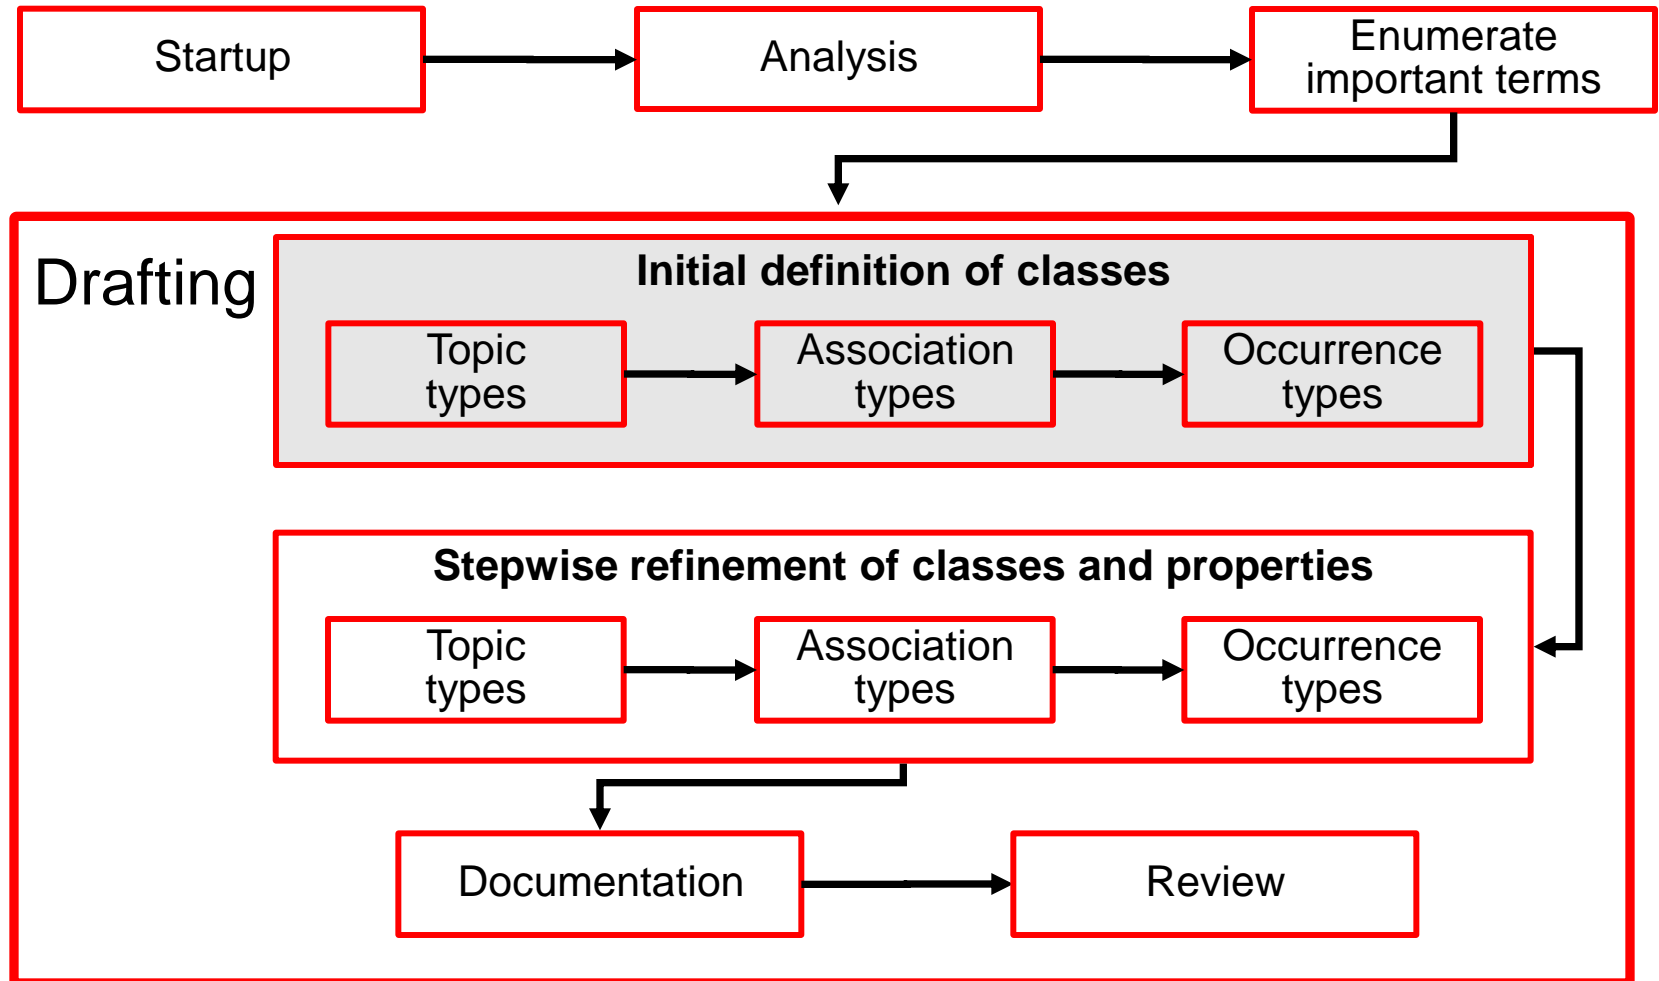 Startup
Analysis
Enumerate
important terms
Drafting
Initial definition of classes
Topic
types
Association
types
Occurrence
types
Stepwise refinement of classes and properties
Topic
types
Association
types
Occurrence
types
Documentation
Review